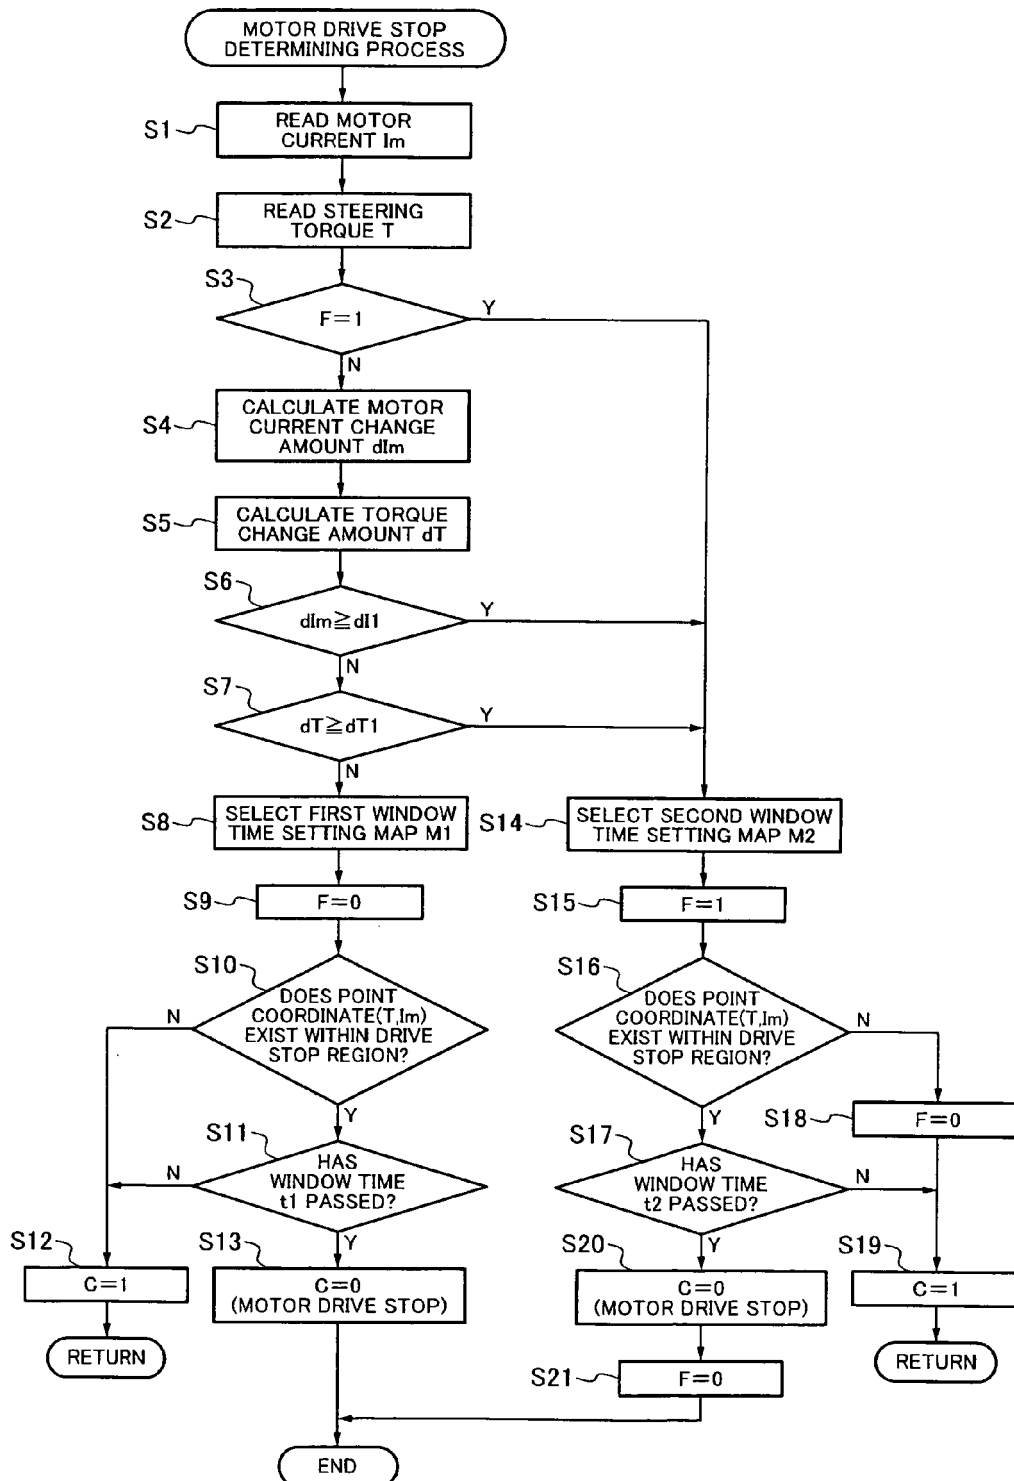 MOTOR DRIVE STOP
DETERMINING PROCESS
S1
READ MOTOR
CURRENT Im
S2
READ STEERING
TORQUE T
S3
F=1
Y
N
S4
CALCULATE MOTOR
CURRENT CHANGE
AMOUNT dIm
S5
CALCULATE TORQUE
CHANGE AMOUNT dT
S6
dIm≧dI1
Y
N
S7
dT≧dT1
Y
N
S8
SELECT FIRST WINDOW
TIME SETTING MAP M1
S14
SELECT SECOND WINDOW
TIME SETTING MAP M2
S9
F=0
S15
F=1
S10
DOES POINT
COORDINATE(T,Im)
EXIST WITHIN DRIVE
STOP REGION?
N
Y
S16
DOES POINT
COORDINATE(T,Im)
EXIST WITHIN DRIVE
STOP REGION?
N
Y
S18
F=0
S11
HAS
WINDOW TIME
t1 PASSED?
N
Y
S17
HAS
WINDOW TIME
t2 PASSED?
N
Y
S12
C=1
RETURN
S13
C=0
(MOTOR DRIVE STOP)
S20
C=0
(MOTOR DRIVE STOP)
S19
C=1
RETURN
S21
F=0
END